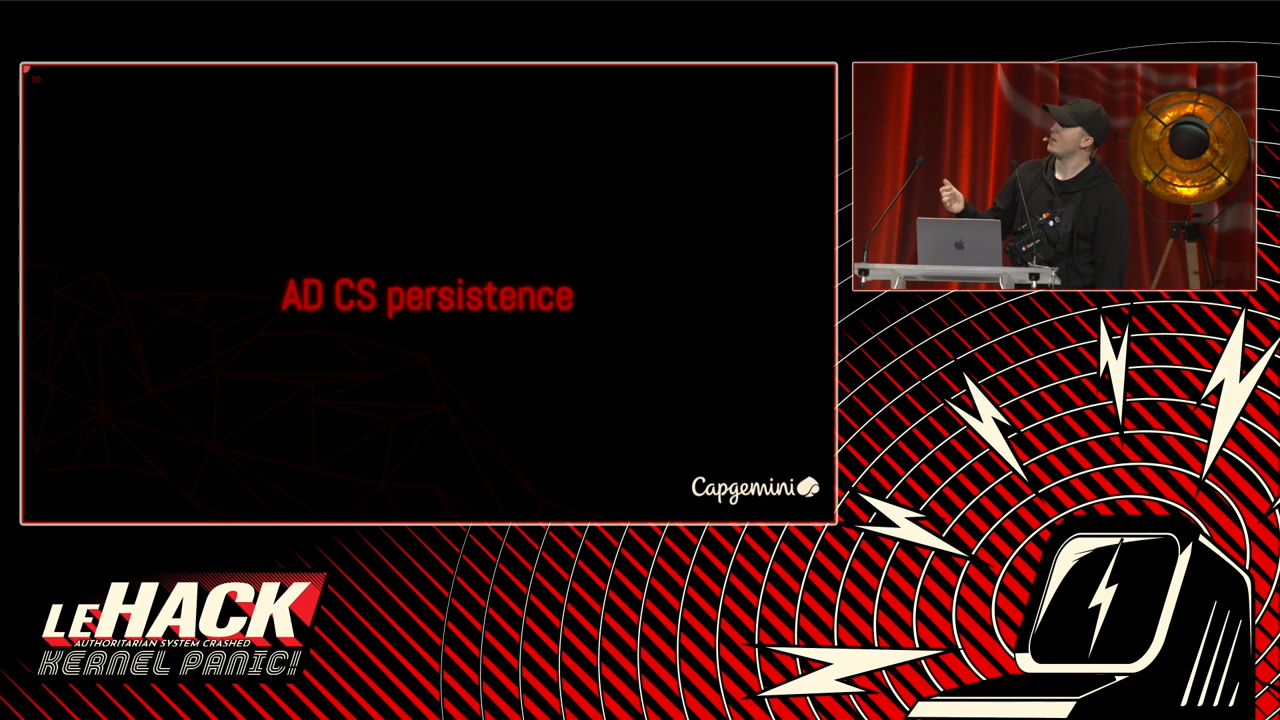 AD CS persistence
Capgemini
LEHACK
AUTHORITARIAN SYSTEM CRASHED
KERNEL PANIC!